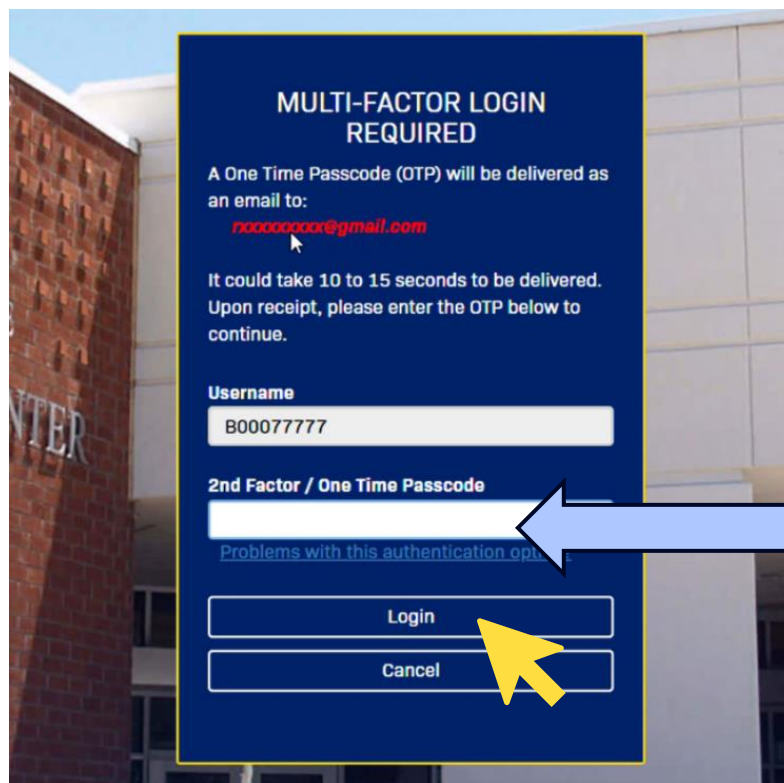 MULTI-FACTOR LOGIN
REQUIRED
A One Time Passcode (OTP) will be delivered as
an email to:
rxxxxxxxxx@gmail.com
It could take 10 to 15 seconds to be delivered.
Upon receipt, please enter the OTP below to
continue.
Username
B00077777
2nd Factor / One Time Passcode
Problems with this authentication
Login
Cancel